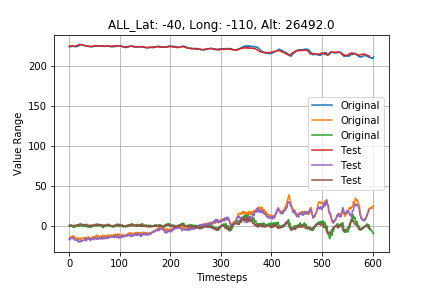 ALL_Lat: -40, Long: -110, Alt: 26492.0
200
150
100
50
0
Value Range
Original
Original
Original
Test
Test
Test
0 100 200 300 400 500 600
Timesteps